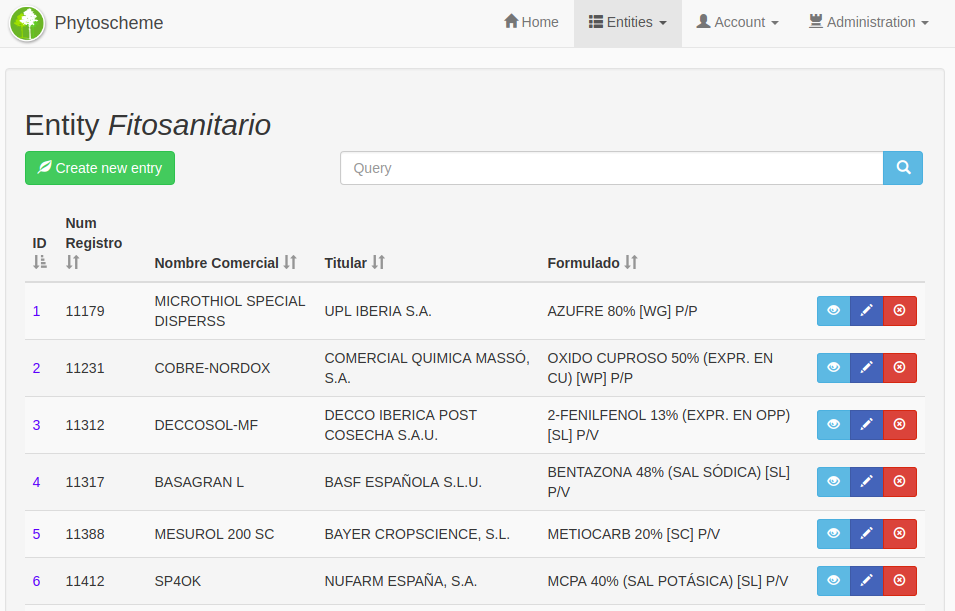 Phytoscheme
Home Entities Account Administration
Entity Fitosanitario
Create new entry
Query
ID Num Registro Nombre Comercial Titular Formulado
1 11179 MICROTHIOL SPECIAL DISPERSS UPL IBERIA S.A. AZUFRE 80% [WG] P/P
2 11231 COBRE-NORDOX COMERCIAL QUIMICA MASSÓ, S.A. OXIDO CUPROSO 50% (EXPR. EN CU) [WP] P/P
3 11312 DECCOSOL-MF DECCO IBERICA POST COSECHA S.A.U. 2-FENILFENOL 13% (EXPR. EN OPP) [SL] P/V
4 11317 BASAGRAN L BASF ESPAÑOLA S.L.U. BENTAZONA 48% (SAL SÓDICA) [SL] P/V
5 11388 MESUROL 200 SC BAYER CROPSCIENCE, S.L. METIOCARB 20% [SC] P/V
6 11412 SP4OK NUFARM ESPAÑA, S.A. MCPA 40% (SAL POTÁSICA) [SL] P/V